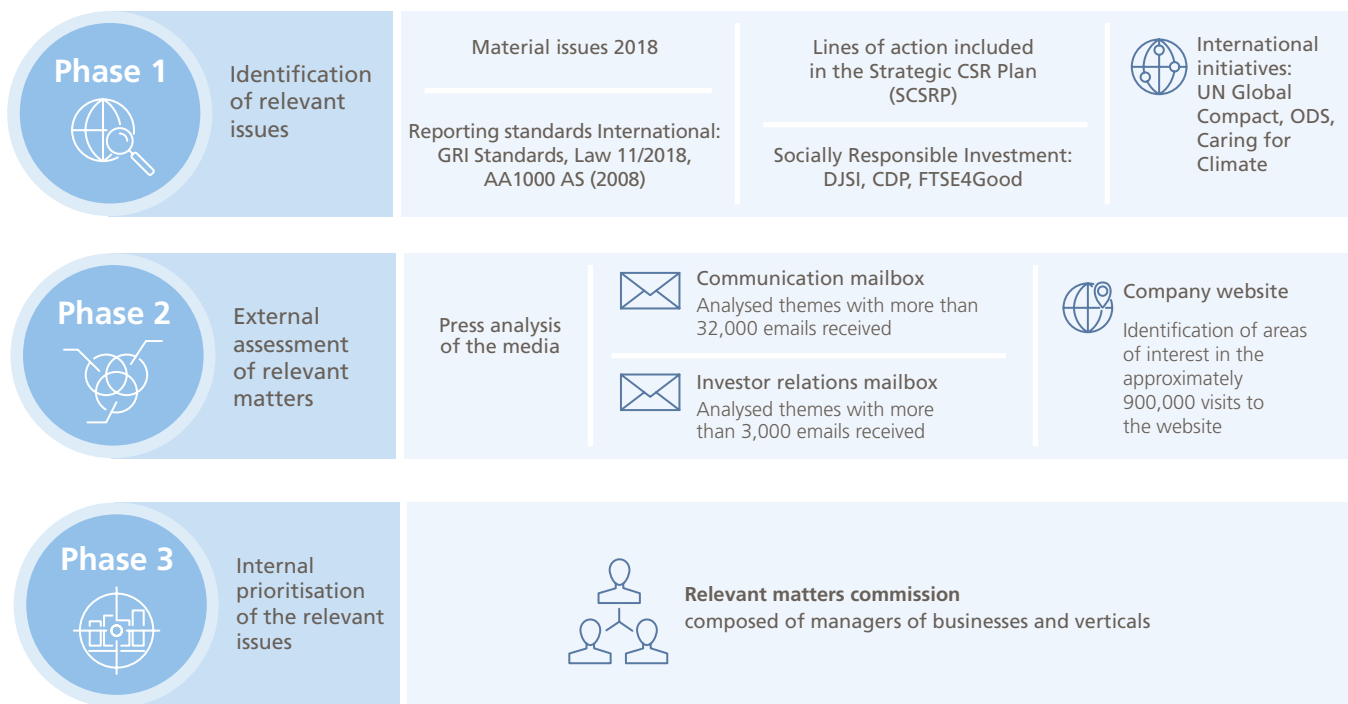 Phase 1
Identification
of relevant
issues
Material issues 2018
Reporting standards International:
GRI Standards, Law 11/2018,
AA1000 AS (2008)
Lines of action included
in the Strategic CSR Plan
(SCSRP)
Socially Responsible Investment:
DJSI, CDP, FTSE4Good
International
initiatives:
UN Global
Compact, ODS,
Caring for
Climate
Phase 2
External
assessment
of relevant
matters
Press analysis
of the media
Communication mailbox
Analysed themes with more than
32,000 emails received
Investor relations mailbox
Analysed themes with more
than 3,000 emails received
Company website
Identification of areas
of interest in the
approximately
900,000 visits to
the website
Phase 3
Internal
prioritisation
of the relevant
issues
Relevant matters commission
composed of managers of businesses and verticals